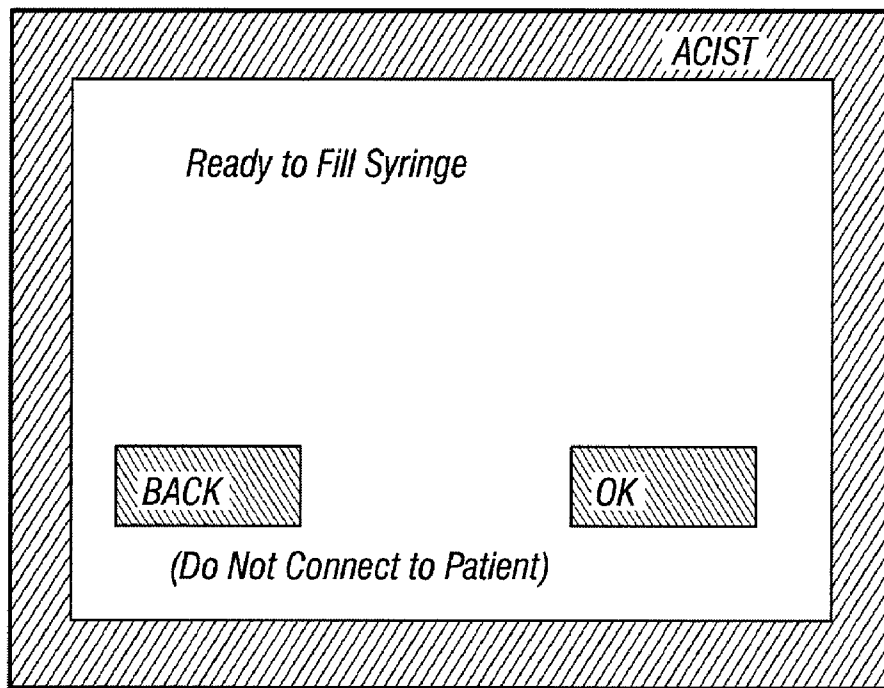 ACIST
Ready to Fill Syringe
BACK
OK
(Do Not Connect to Patient)